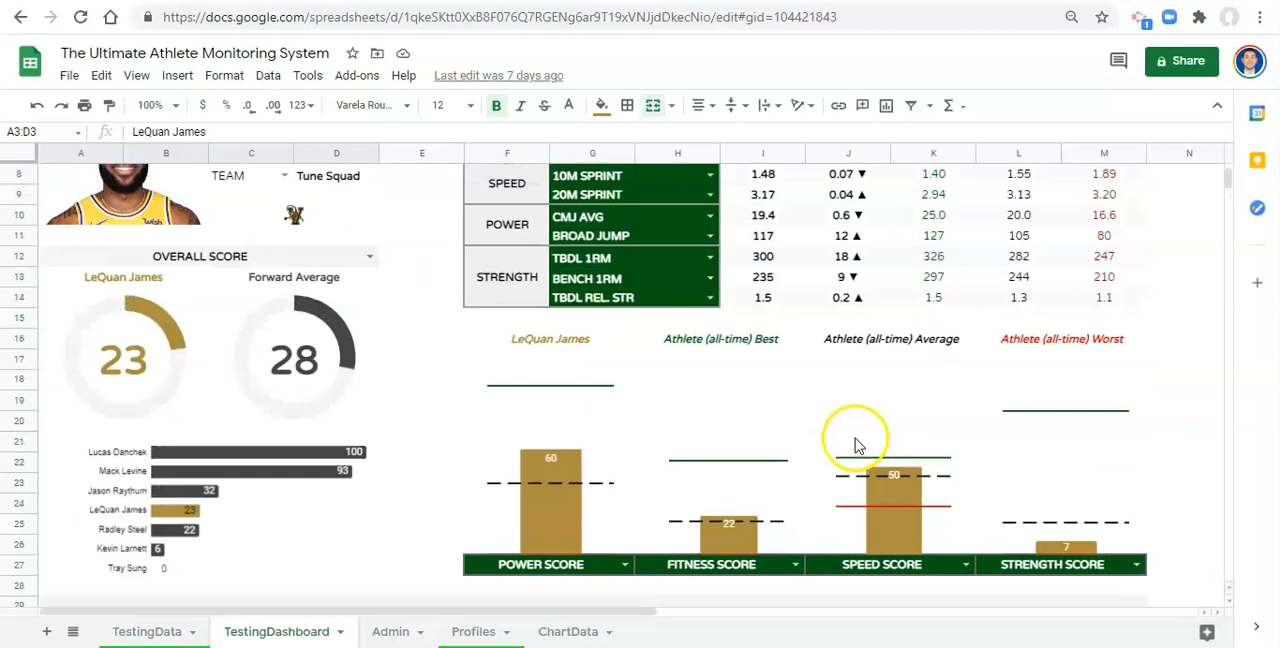 https://docs.google.com/spreadsheets/d/1qkeSKtt0XxB8F076Q7RGENg6ar9T19xVNJjdDkecNio/edit#gid=104421843
1
The Ultimate Athlete Monitoring System
File Edit View Insert Format Data Tools Add-ons Help Last edit was 7 days ago
Share
100% $ % .0 .00 123 Varela Rou... 12 B I S A
A3:D3 fx LeQuan James
A B C D E F G H I J K L M N
8 TEAM Tune Squad SPEED 10M SPRINT 1.48 0.07 ▼ 1.40 1.55 1.89
9 20M SPRINT 3.17 0.04 ▲ 2.94 3.13 3.20
10 wish POWER CMJ AVG 19.4 0.6 ▼ 25.0 20.0 16.6
11 BROAD JUMP 117 12 ▲ 127 105 80
12 OVERALL SCORE STRENGTH TBDL 1RM 300 18 ▲ 326 282 247
13 LeQuan James Forward Average BENCH 1RM 235 9 ▼ 297 244 210
14 TBDL REL. STR 1.5 0.2 ▲ 1.5 1.3 1.1
15
16 LeQuan James Athlete (all-time) Best Athlete (all-time) Average Athlete (all-time) Worst
17 23 28
18
19
20
21
22 Lucas Danchek 100 60
23 Mack Levine 93 50
24 Jason Raythum 32
25 LeQuan James 23 22
26 Radley Steel 22 7
Kevin Larnett 6
27 Tray Sung 0 POWER SCORE FITNESS SCORE SPEED SCORE STRENGTH SCORE
28
29
TestingData TestingDashboard Admin Profiles ChartData